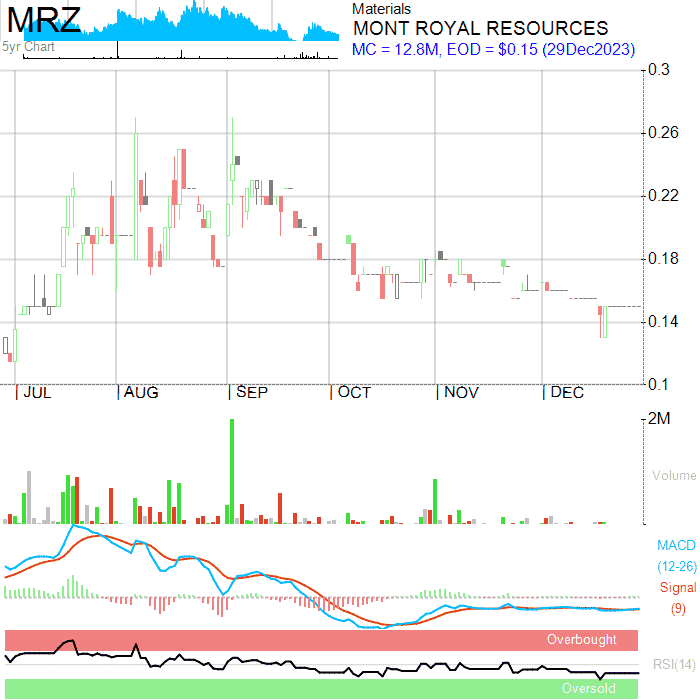 MRZ
5yr Chart
Materials
MONT ROYAL RESOURCES
MC = 12.8M, EOD = $0.15 (29Dec2023)
0.3
0.26
0.22
0.18
0.14
0.1
JUL AUG SEP OCT NOV DEC
2M
Volume
MACD
(12-26)
Signal
(9)
Overbought
RSI(14)
Oversold